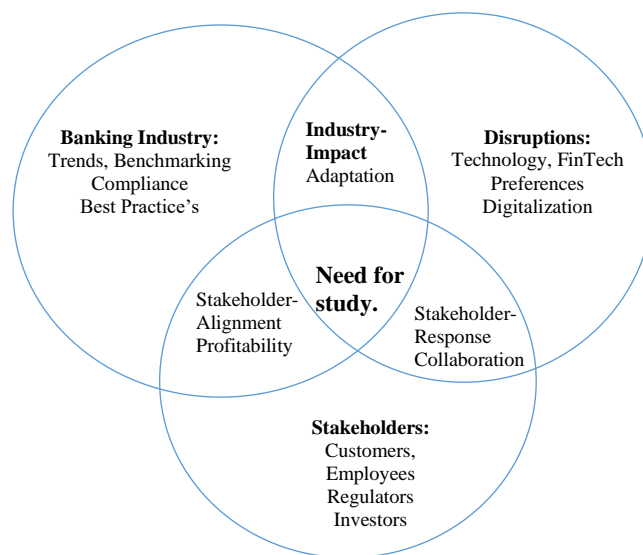 Banking Industry:
Trends, Benchmarking
Compliance
Best Practice's
Industry-
Impact
Adaptation
Disruptions:
Technology, FinTech
Preferences
Digitalization
Need for
study.
Stakeholder-
Alignment
Profitability
Stakeholder-
Response
Collaboration
Stakeholders:
Customers,
Employees
Regulators
Investors